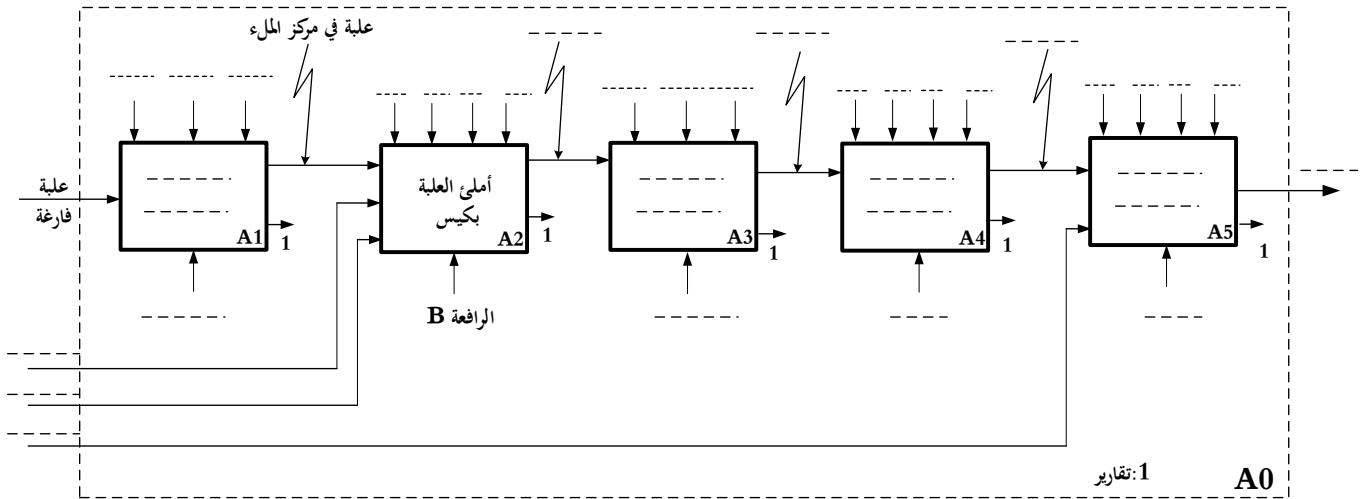 علبة في مركز الملء
علبة
فارغة
A1
1
أملئ العلبة
بكيس
A2
1
الرافعة B
A3
1
A4
1
A5
1
1:تقارير
A0